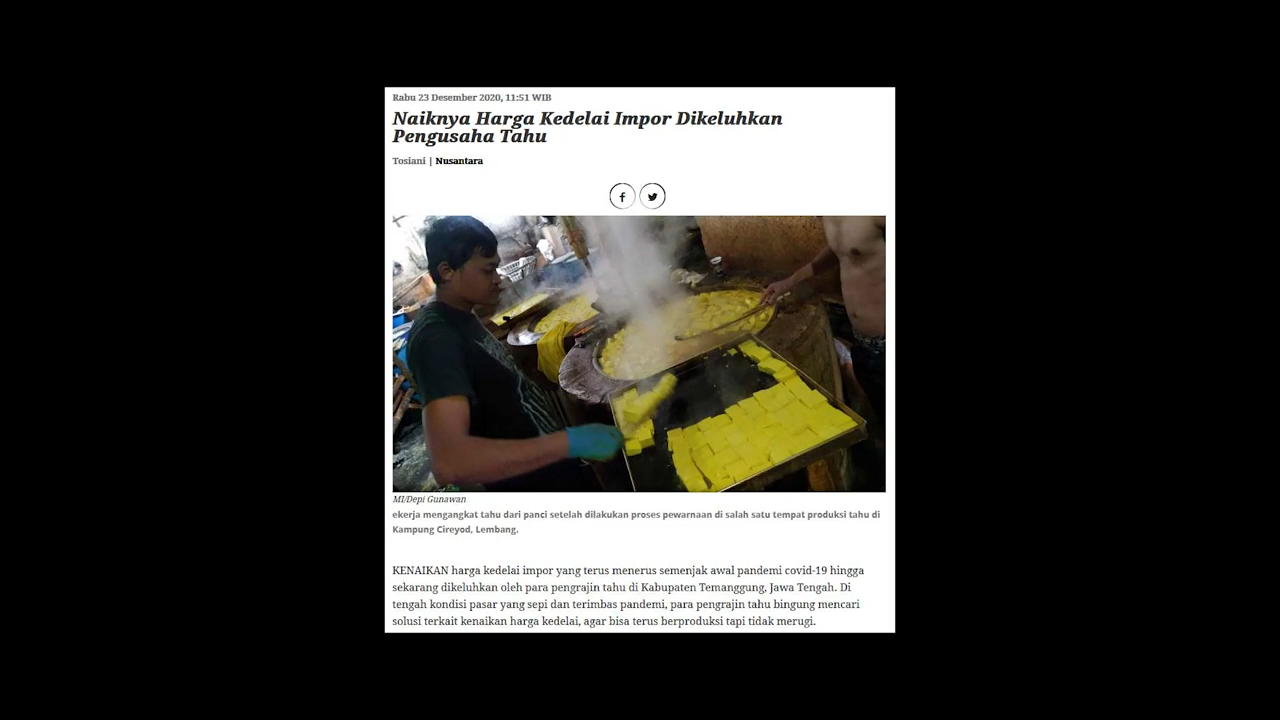 Rabu 23 Desember 2020, 11:51 WIB
Naiknya Harga Kedelai Impor Dikeluhkan
Pengusaha Tahu
Tosiani | Nusantara
MI/Depi Gunawan
ekerja mengangkat tahu dari panci setelah dilakukan proses pewarnaan di salah satu tempat produksi tahu di
Kampung Cireyod, Lembang.
KENAIKAN harga kedelai impor yang terus menerus semenjak awal pandemi covid-19 hingga
sekarang dikeluhkan oleh para pengrajin tahu di Kabupaten Temanggung, Jawa Tengah. Di
tengah kondisi pasar yang sepi dan terimbas pandemi, para pengrajin tahu bingung mencari
solusi terkait kenaikan harga kedelai, agar bisa terus berproduksi tapi tidak merugi.